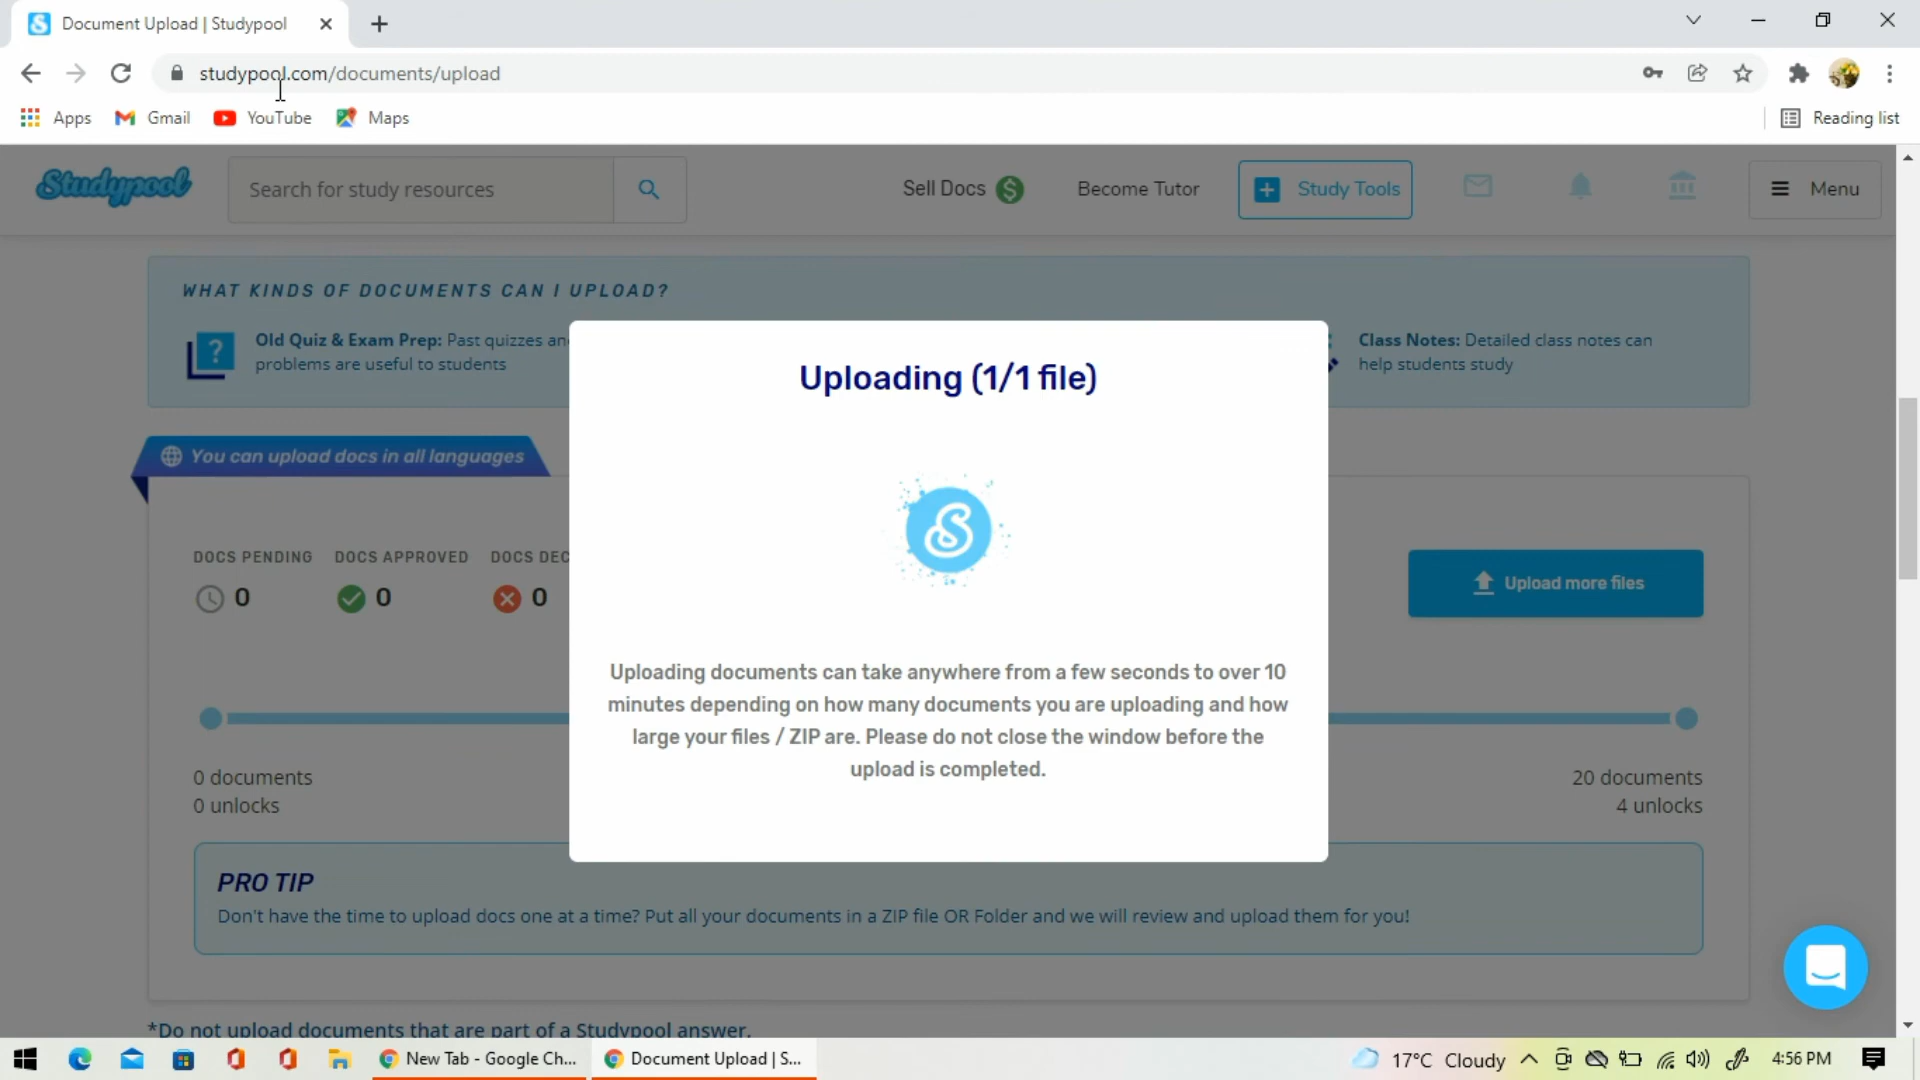 Document Upload | Studypool
studypool.com/documents/upload
Apps Gmail YouTube Maps Reading list
Studypool Search for study resources Sell Docs $ Become Tutor Study Tools Menu
WHAT KINDS OF DOCUMENTS CAN I UPLOAD?
Old Quiz & Exam Prep: Past quizzes an
problems are useful to students
Class Notes: Detailed class notes can
help students study
Uploading (1/1 file)
You can upload docs in all languages
S
DOCS PENDING DOCS APPROVED DOCS DEC
0 0 0
Upload more files
Uploading documents can take anywhere from a few seconds to over 10
minutes depending on how many documents you are uploading and how
large your files / ZIP are. Please do not close the window before the
upload is completed.
0 documents
0 unlocks
20 documents
4 unlocks
PRO TIP
Don't have the time to upload docs one at a time? Put all your documents in a ZIP file OR Folder and we will review and upload them for you!
*Do not upload documents that are part of a Studypool answer.
New Tab - Google Ch... Document Upload | S... 17°C Cloudy 4:56 PM